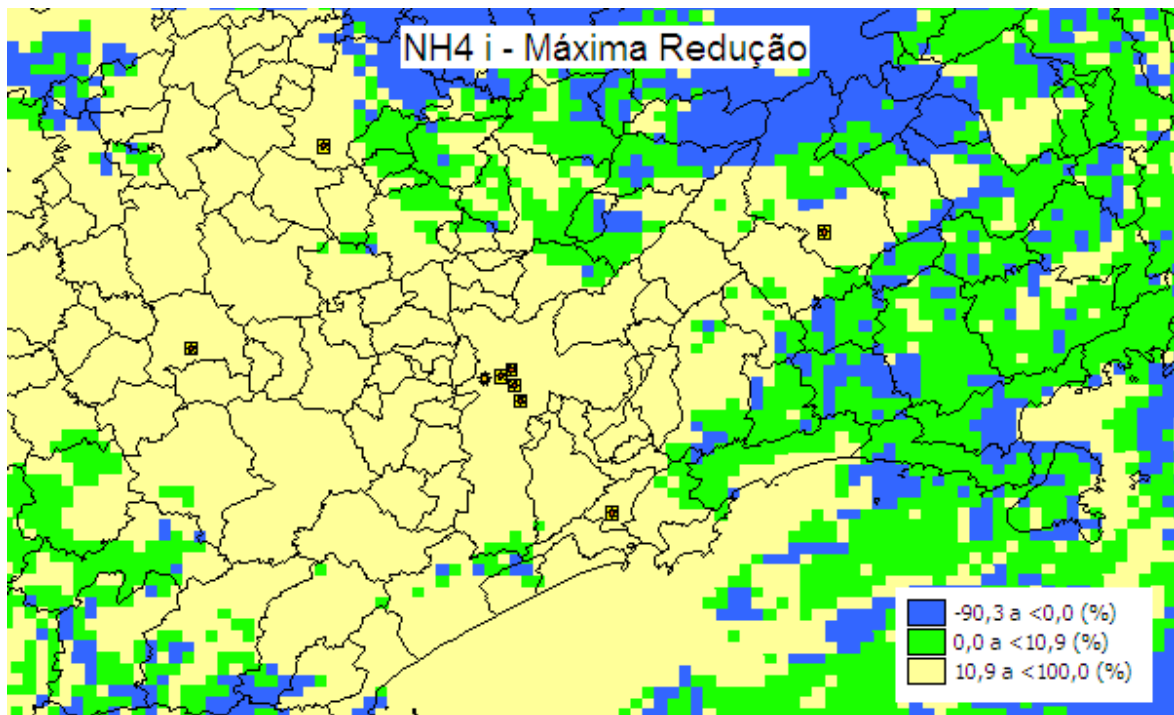 NH4 i - Máxima Redução
-90,3 a <0,0 (%)
0,0 a <10,9 (%)
10,9 a <100,0 (%)